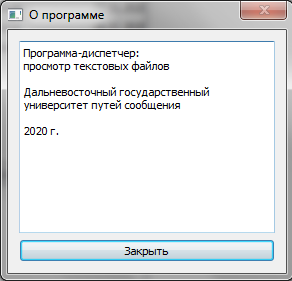 О программе
Программа-диспетчер:
просмотр текстовых файлов
Дальневосточный государственный
университет путей сообщения
2020 г.
Закрыть